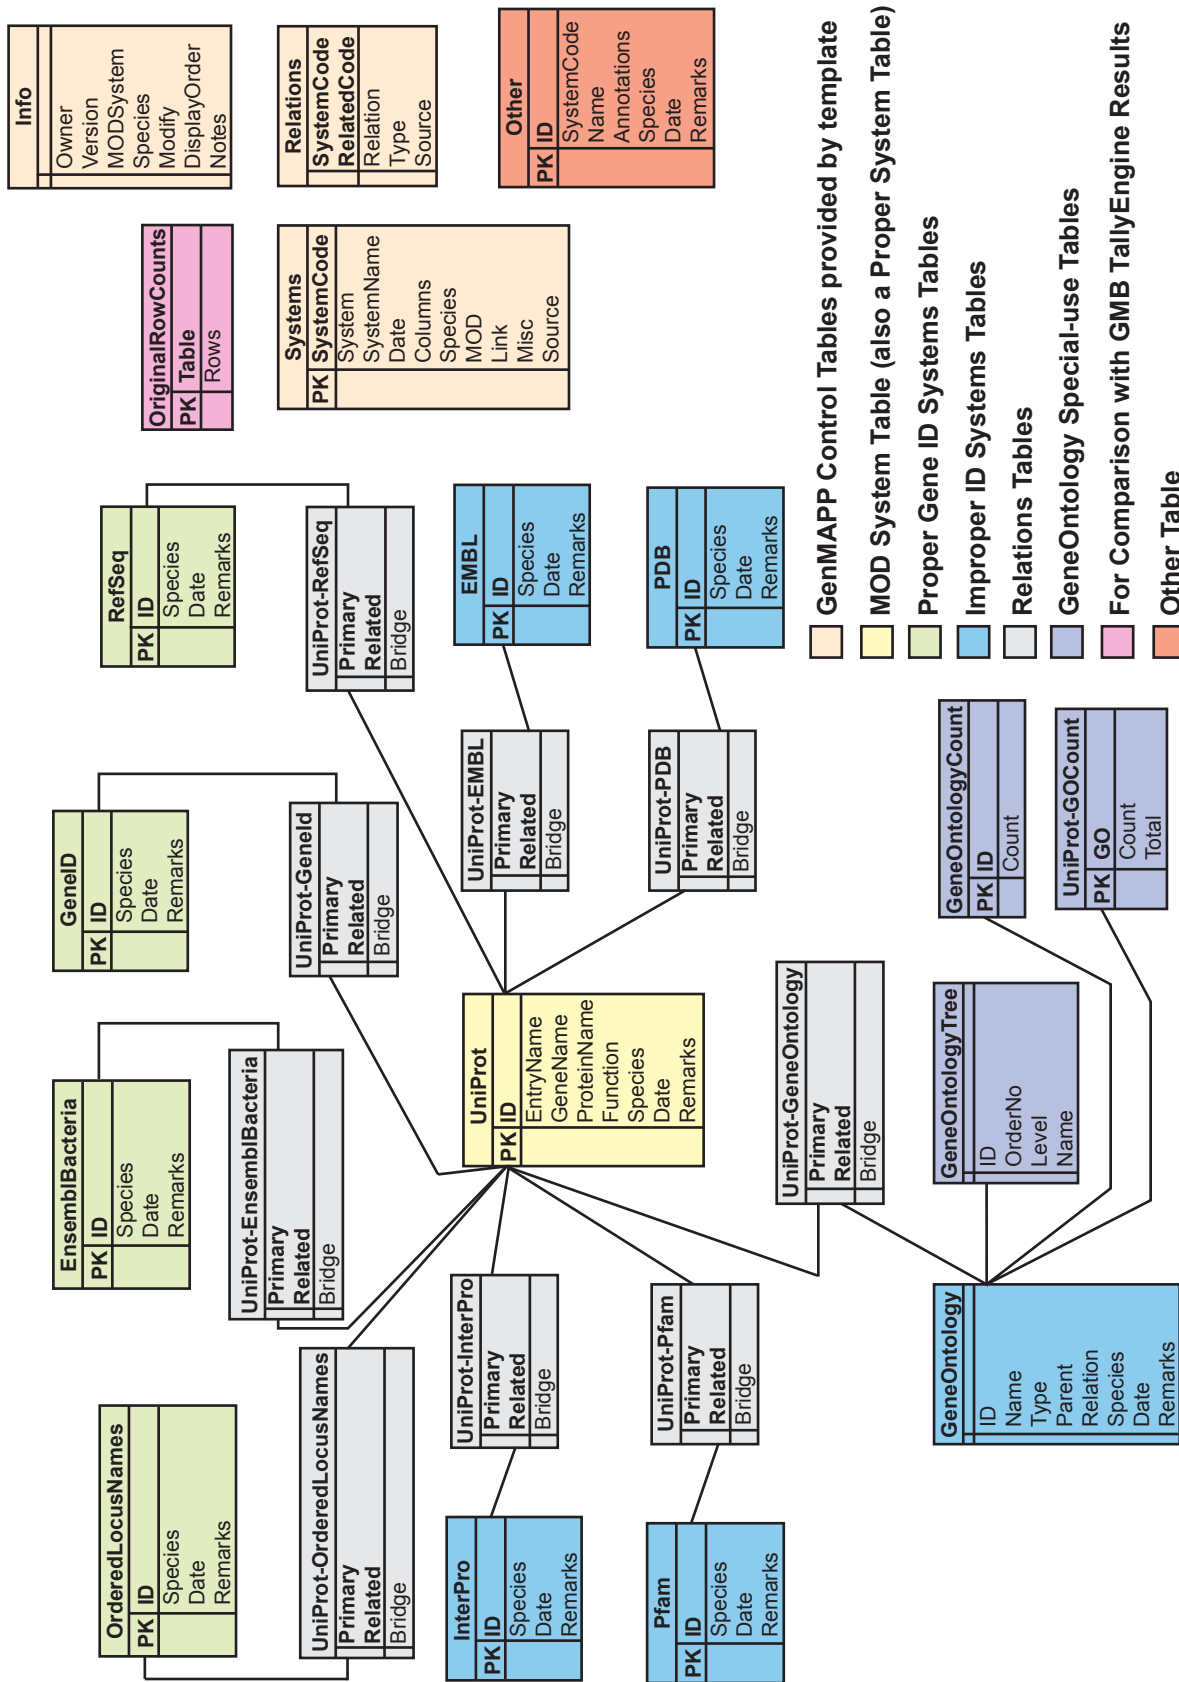 OrderedLocusNames
PK ID
Species
Date
Remarks
EnsemblBacteria
PK ID
Species
Date
Remarks
GeneID
PK ID
Species
Date
Remarks
RefSeq
PK ID
Species
Date
Remarks
OriginalRowCounts
PK Table
Rows
Info
Owner
Version
MODSystem
Species
Modify
DisplayOrder
Notes
UniProt-OrderedLocusNames
Primary
Related
Bridge
UniProt-EnsemblBacteria
Primary
Related
Bridge
UniProt-GeneId
Primary
Related
Bridge
UniProt-RefSeq
Primary
Related
Bridge
Systems
PK SystemCode
System
SystemName
Date
Columns
Species
MOD
Link
Misc
Source
Relations
SystemCode
RelatedCode
Relation
Type
Source
InterPro
PK ID
Species
Date
Remarks
UniProt-InterPro
Primary
Related
Bridge
UniProt
PK ID
EntryName
GeneName
ProteinName
Function
Species
Date
Remarks
UniProt-EMBL
Primary
Related
Bridge
EMBL
PK ID
Species
Date
Remarks
Other
PK ID
SystemCode
Name
Annotations
Species
Date
Remarks
Pfam
PK ID
Species
Date
Remarks
UniProt-Pfam
Primary
Related
Bridge
UniProt-PDB
Primary
Related
Bridge
PDB
PK ID
Species
Date
Remarks
UniProt-GeneOntology
Primary
Related
Bridge
GeneOntology
ID
Name
Type
Parent
Relation
Species
Date
Remarks
GeneOntologyTree
ID
OrderNo
Level
Name
GeneOntologyCount
PK ID
Count
UniProt-GOCount
PK GO
Count
Total
GenMAPP Control Tables provided by template
MOD System Table (also a Proper System Table)
Proper Gene ID Systems Tables
Improper ID Systems Tables
Relations Tables
GeneOntology Special-use Tables
For Comparison with GMB TallyEngine Results
Other Table